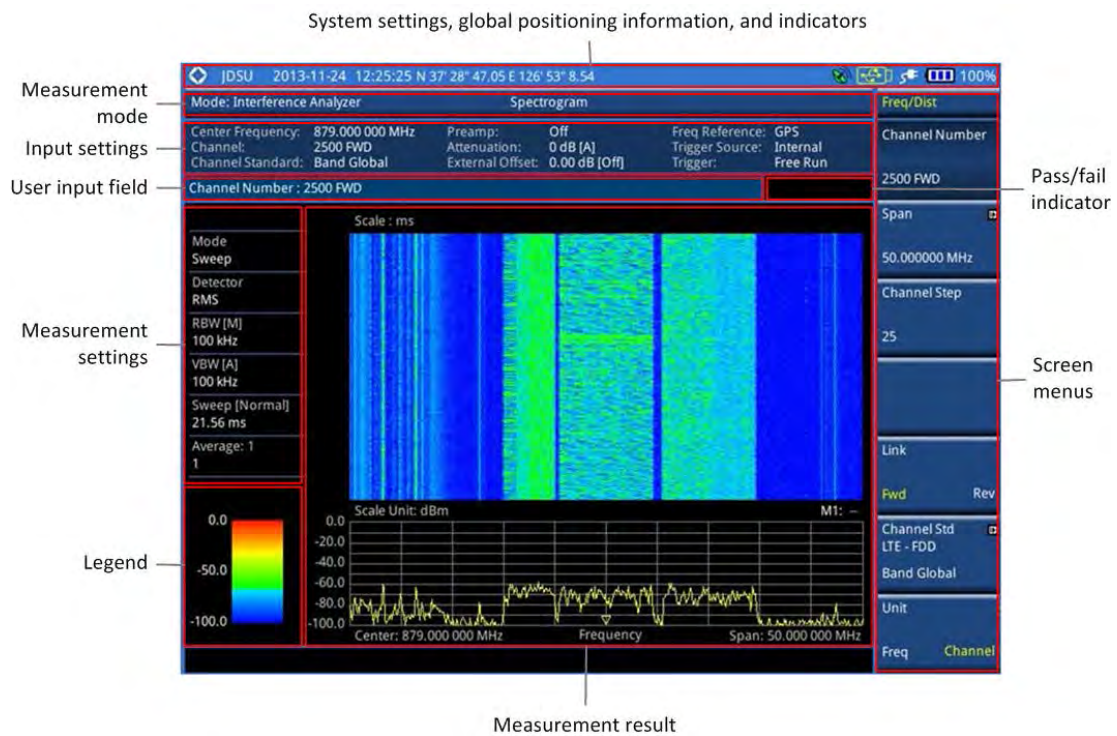 System settings, global positioning information, and indicators
JDSU 2013-11-24 12:25:25 N 37' 28" 47.05 E 126' 53" 8.54 100%
Measurement mode
Mode: Interference Analyzer Spectrogram
Input settings
Center Frequency: 879.000 000 MHz Preamp: Off Freq Reference: GPS
Channel: 2500 FWD Attenuation: 0 dB [A] Trigger Source: Internal
Channel Standard: Band Global External Offset: 0.00 dB [Off] Trigger: Free Run
User input field
Channel Number : 2500 FWD
Pass/fail indicator
Measurement settings
Mode
Sweep
Detector
RMS
RBW [M]
100 kHz
VBW [A]
100 kHz
Sweep [Normal]
21.56 ms
Average: 1
1
Legend
0.0
-50.0
-100.0
Scale : ms
Scale Unit: dBm M1: --
0.0
-20.0
-40.0
-60.0
-80.0
-100.0
Center: 879.000 000 MHz Frequency Span: 50.000 000 MHz
Measurement result
Freq/Dist
Channel Number
2500 FWD
Span
50.000000 MHz
Channel Step
25
Link
Fwd Rev
Channel Std
LTE - FDD
Band Global
Unit
Freq Channel
Screen menus